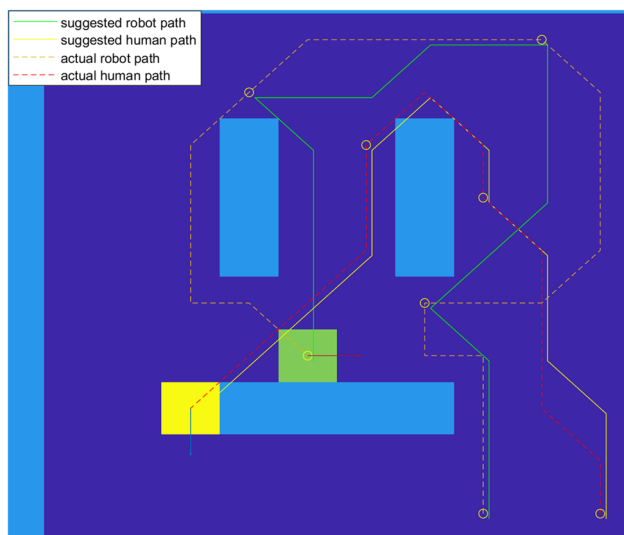 suggested robot path
suggested human path
actual robot path
actual human path